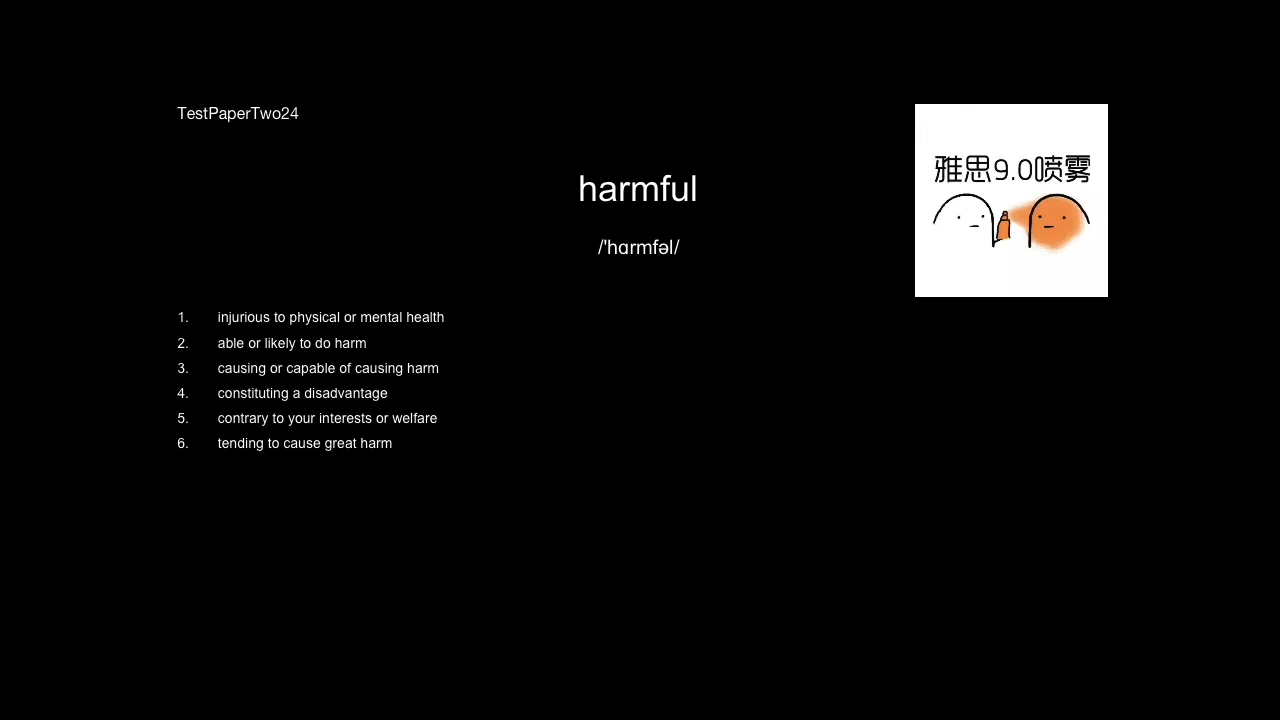 TestPaperTwo24
雅思9.0喷雾
harmful
/'hɑrmfəl/
1. injurious to physical or mental health
2. able or likely to do harm
3. causing or capable of causing harm
4. constituting a disadvantage
5. contrary to your interests or welfare
6. tending to cause great harm